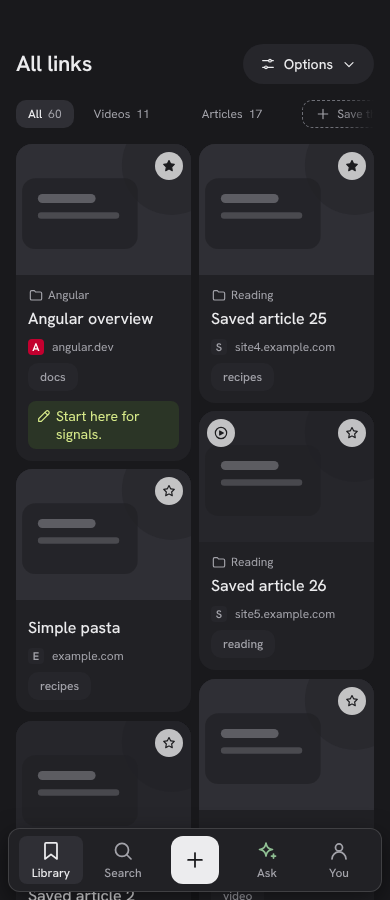 All links
Options
All 60
Videos 11
Articles 17
Save
Angular
Angular overview
A angular.dev
docs
Start here for
signals.
Reading
Saved article 25
S site4.example.com
recipes
Simple pasta
E example.com
recipes
Reading
Saved article 26
S site5.example.com
reading
Saved article 2
video
Library
Search
Ask
You